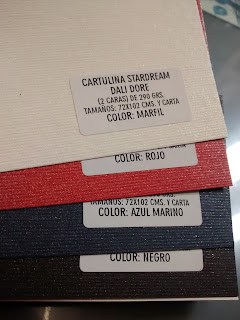 CARTULINA STARDREAM
DALI DORE
(2 CARAS) DE 290 GRS.
TAMAÑOS: 72X102 CMS. Y CARTA
COLOR: MARFIL
COLOR: ROJO
TAMAÑOS: 72X102 CMS. Y CARTA
COLOR: AZUL MARINO
COLOR: NEGRO